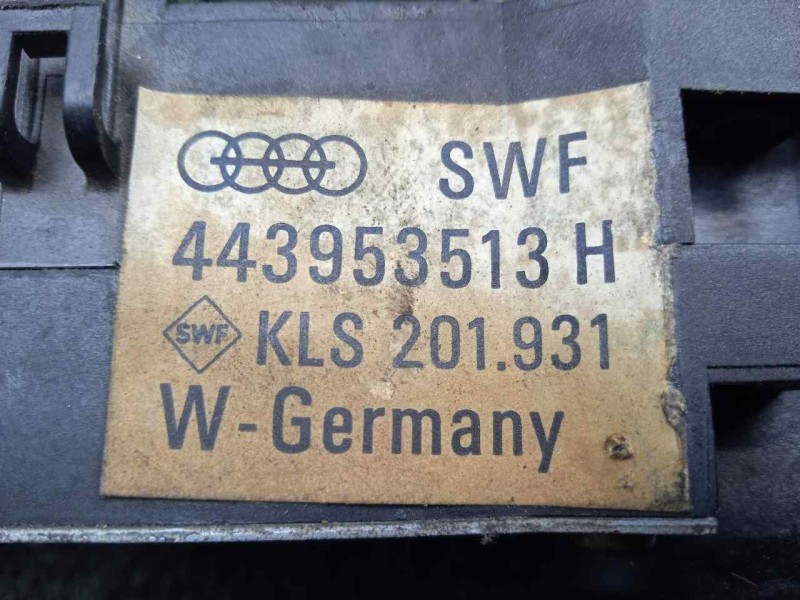 SWF
443953513 H
SWF KLS 201.931
W-Germany